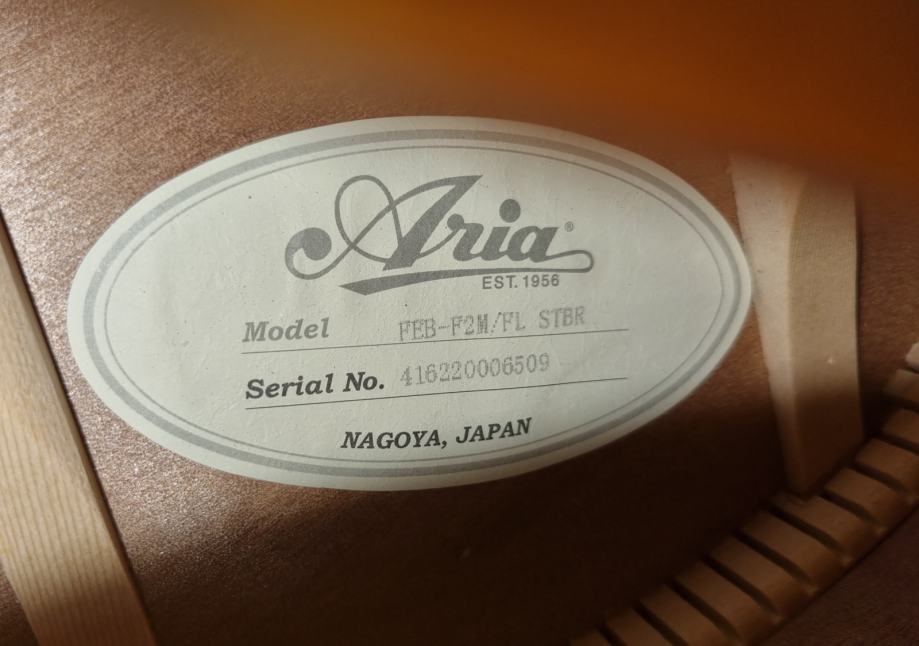 Aria®
EST. 1956
Model FEB-F2M/FL STBR
Serial No. 416220006509
NAGOYA, JAPAN